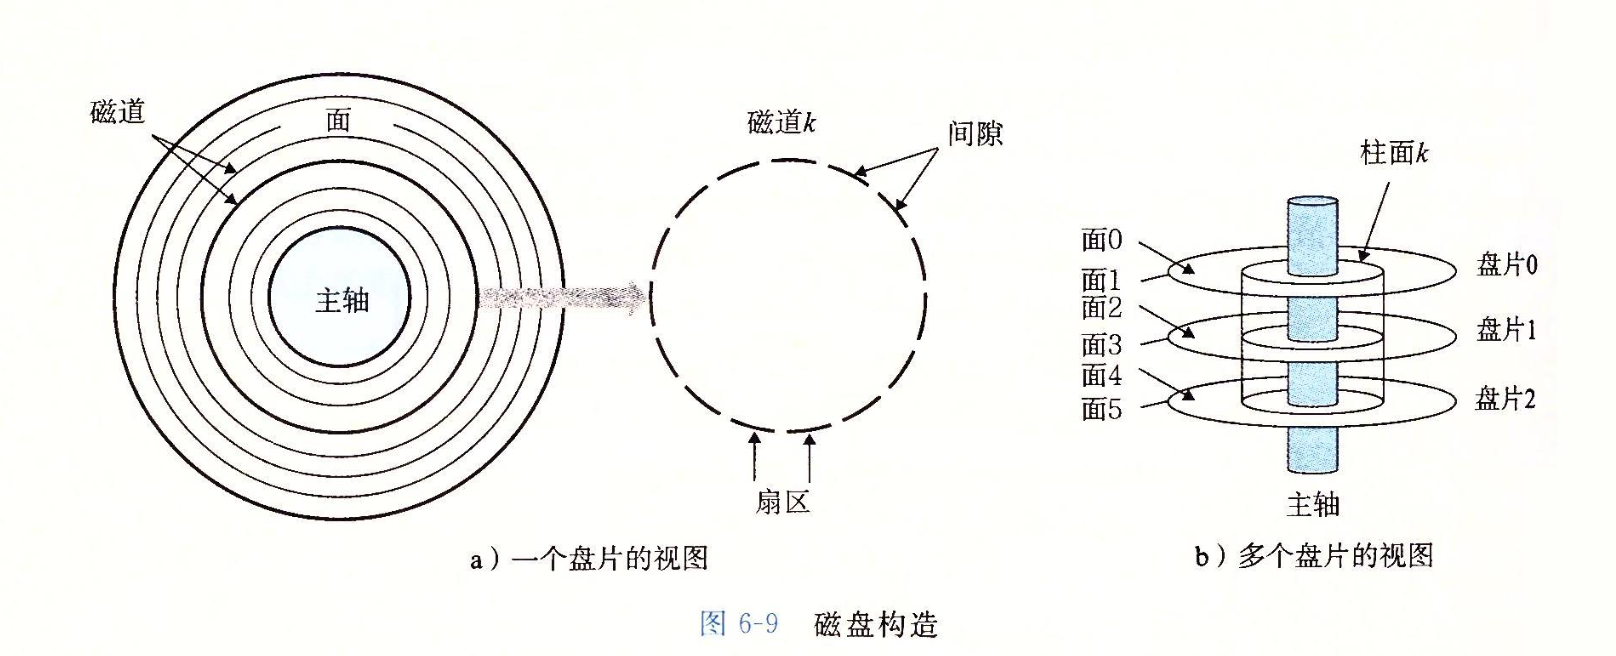 磁道
面
主轴
磁道k
间隙
扇区
a）一个盘片的视图
柱面k
面0
面1
面2
面3
面4
面5
盘片0
盘片1
盘片2
主轴
b）多个盘片的视图
图 6-9 磁盘构造